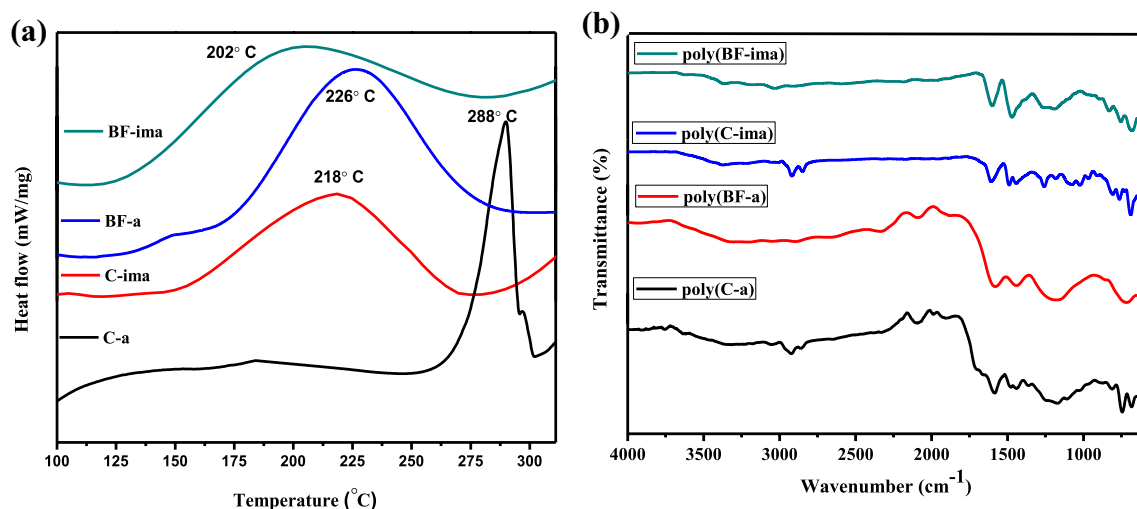 (a)
202° C
226° C
288° C
218° C
BF-ima
BF-a
C-ima
C-a
Heat flow (mW/mg)
100 125 150 175 200 225 250 275 300
Temperature (°C)
(b)
poly(BF-ima)
poly(C-ima)
poly(BF-a)
poly(C-a)
Transmittance (%)
4000 3500 3000 2500 2000 1500 1000
Wavenumber (cm⁻¹)